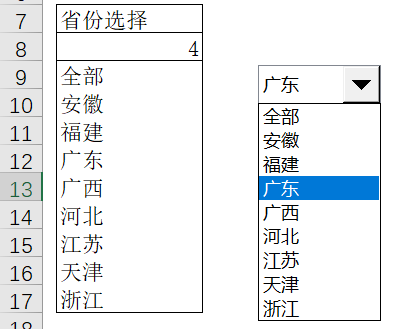 7
省份选择
8
4
9
全部
10
安徽
11
福建
12
广东
13
广西
14
河北
15
江苏
16
天津
17
浙江
18
广东
全部
安徽
福建
广东
广西
河北
江苏
天津
浙江